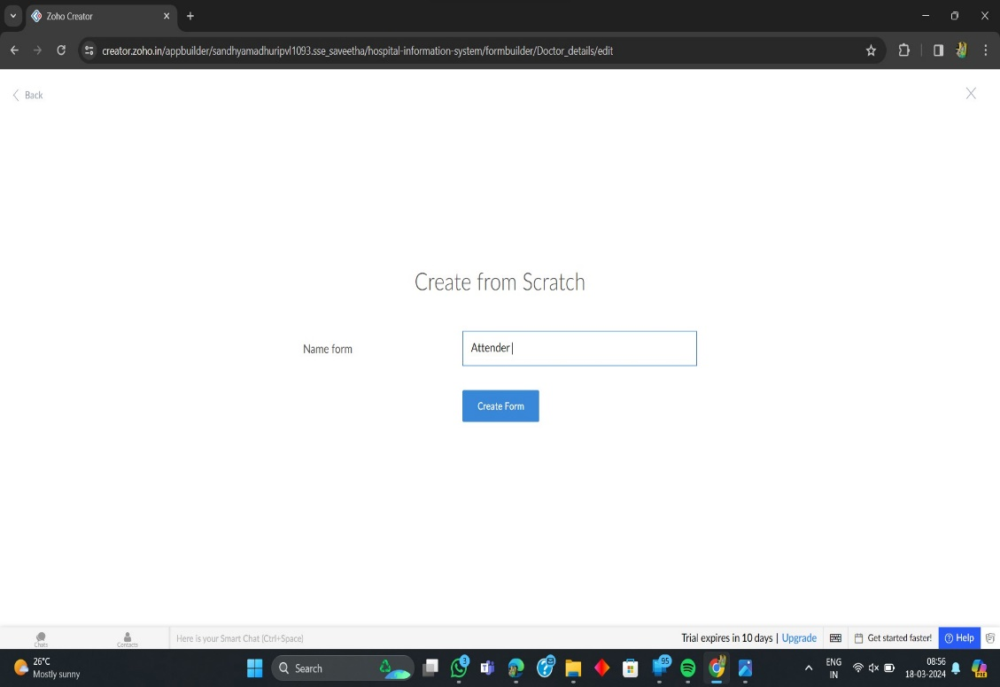 Zoho Creator
creator.zoho.in/appbuilder/sandhyamadhuripvl1093.sse_saveetha/hospital-information-system/formbuilder/Doctor_details/edit
Back
Create from Scratch
Name form
Attender
Create Form
Chats
Contacts
Here is your Smart Chat (Ctrl+Space)
Trial expires in 10 days | Upgrade
Get started faster!
Help
26°C
Mostly sunny
Search
3
95
PRE
ENG
IN
08:56
18-03-2024